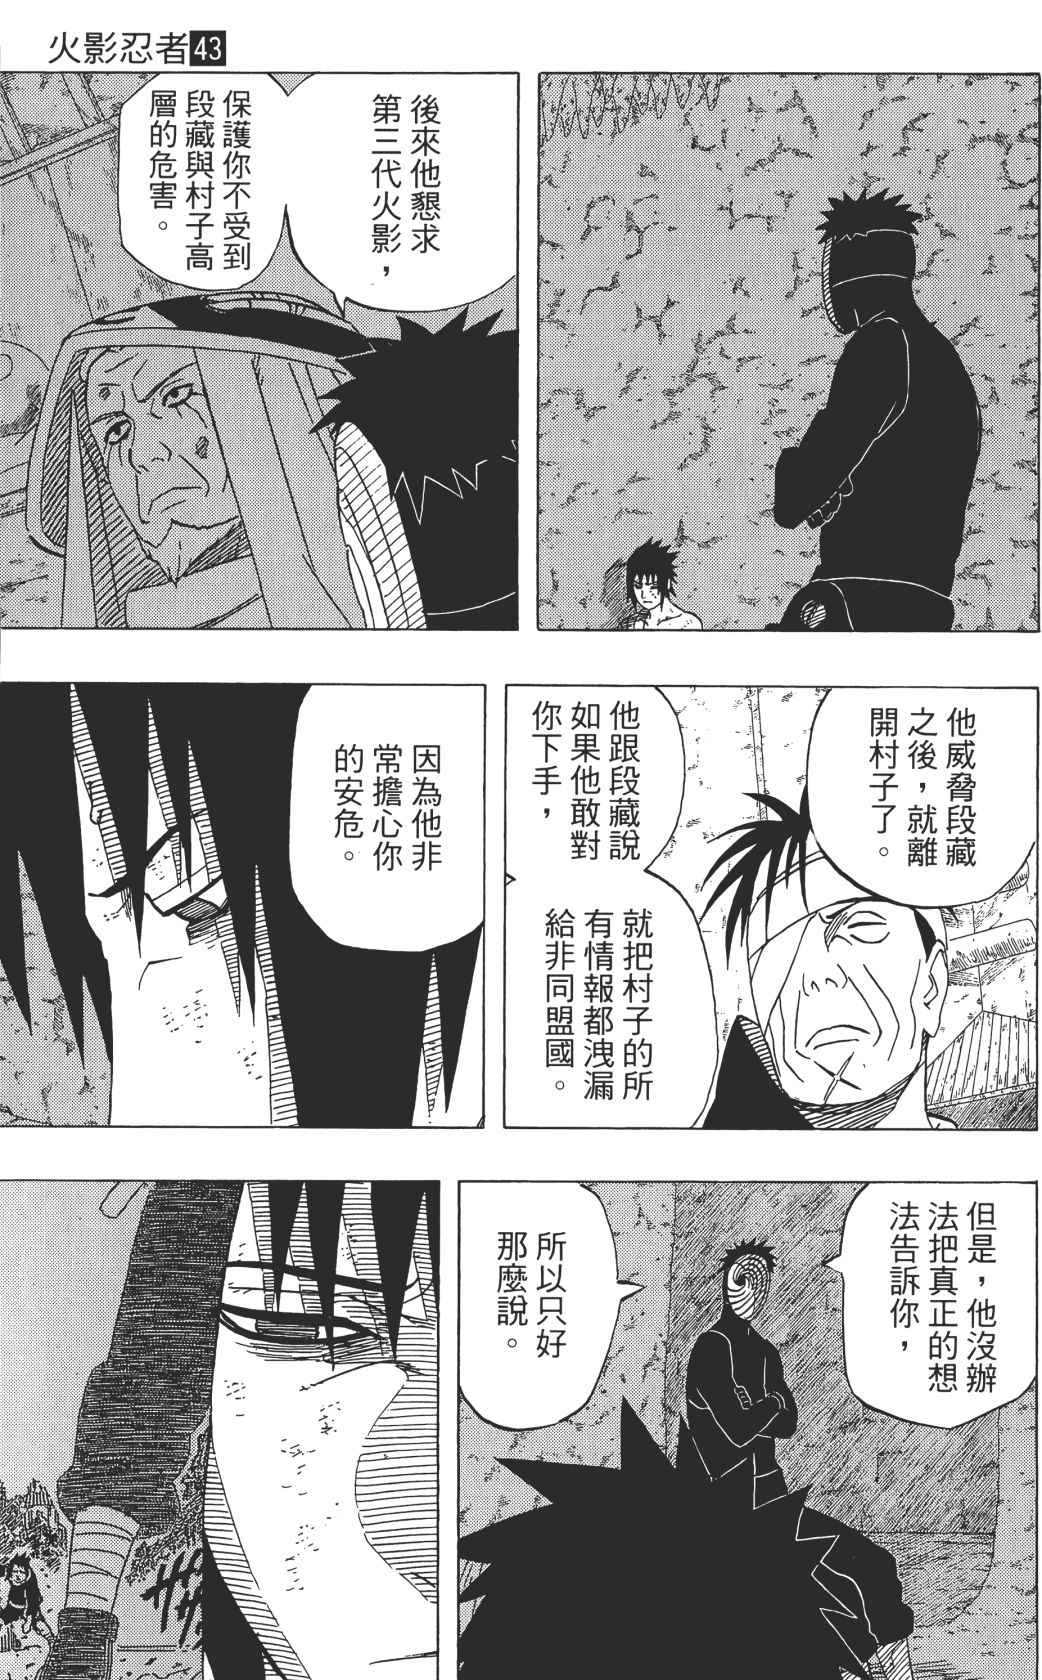 火影忍者43
後來他懇求
第三代火影，
保護你不受到
段藏與村子高
層的危害。
他威脅段藏
之後，就離
開村子了。
他跟段藏說
如果他敢對
你下手，
就把村子的所
有情報都洩漏
給非同盟國。
因為他非
常擔心你
的安危。
但是，他沒辦
法把真正的想
法告訴你，
所以只好
那麼說。